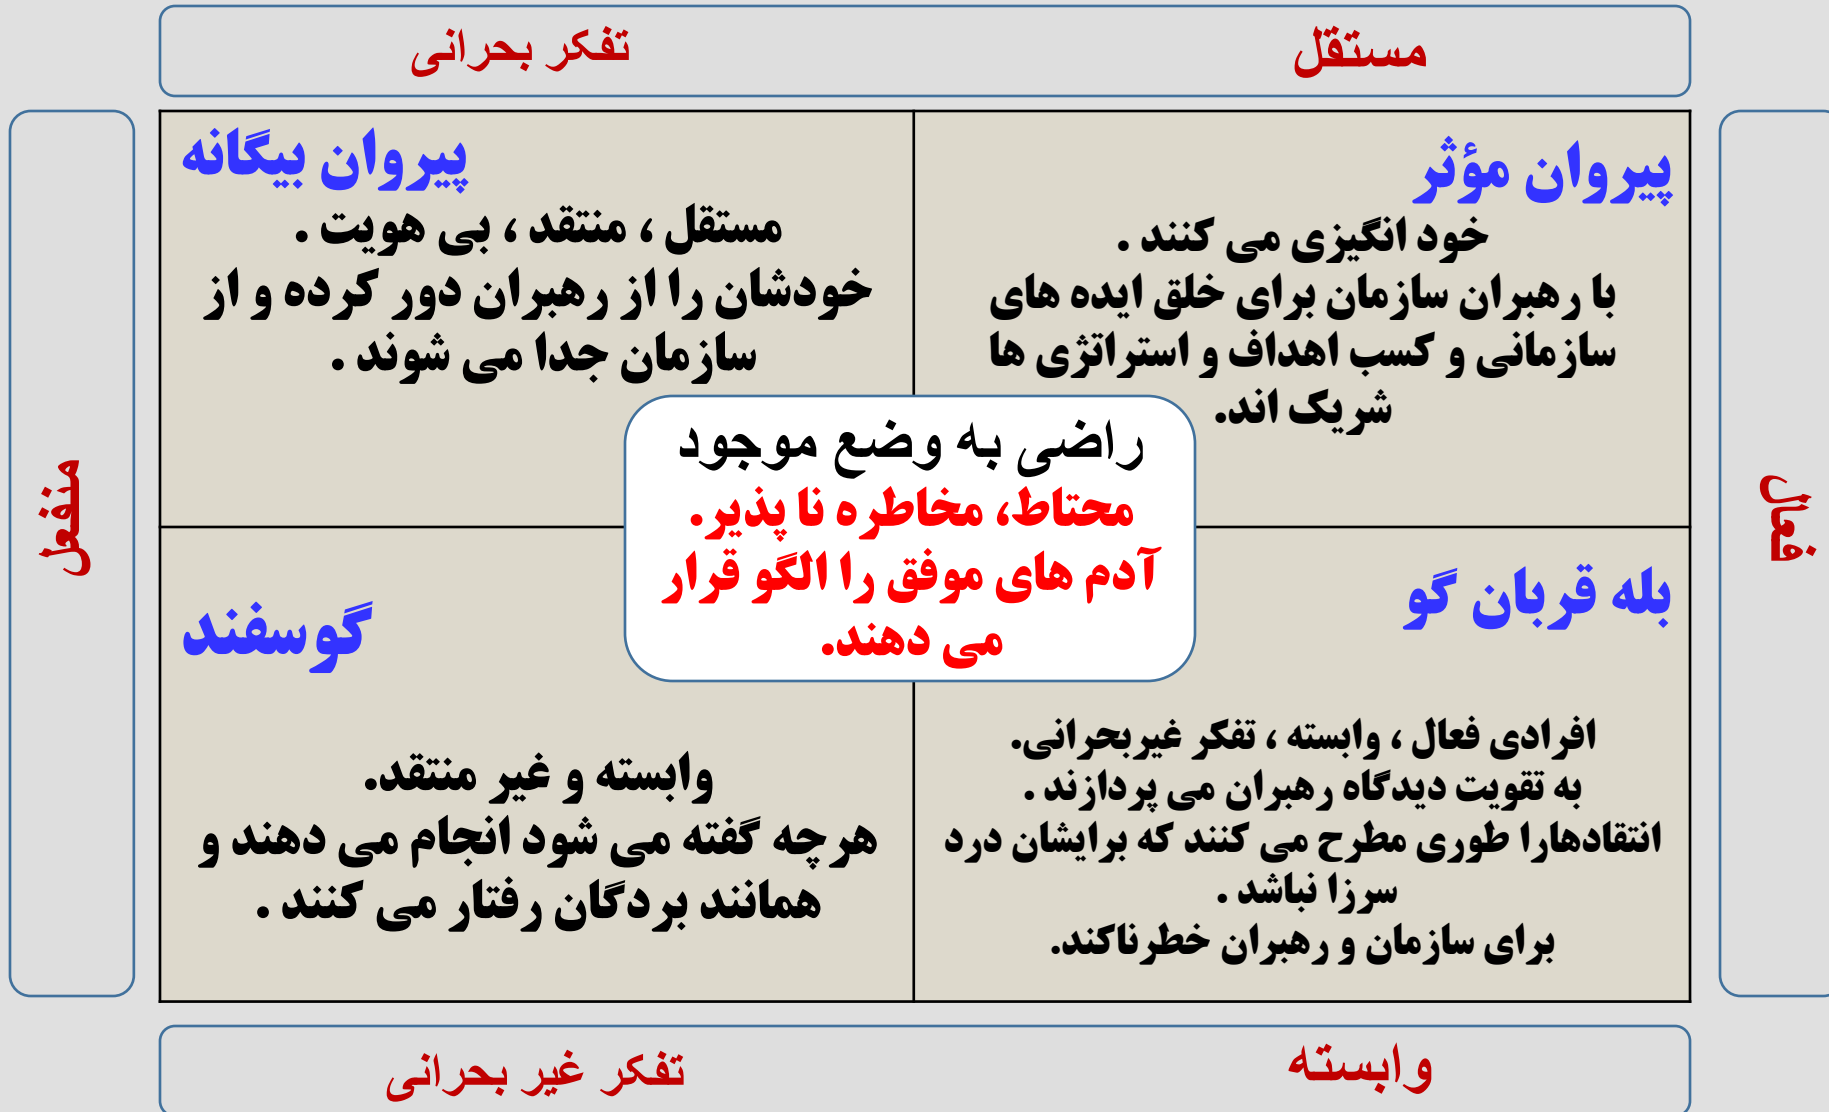 مستقل
تفکر بحرانی
فعال
منفعل
پیروان مؤثر
خود انگیزی می کنند .
با رهبران سازمان برای خلق ایده های
سازمانی و کسب اهداف و استراتژی ها
شریک اند.
پیروان بیگانه
مستقل ، منتقد ، بی هویت .
خودشان را از رهبران دور کرده و از
سازمان جدا می شوند .
راضی به وضع موجود
محتاط، مخاطره نا پذیر.
آدم های موفق را الگو قرار
می دهند.
بله قربان گو
افرادی فعال ، وابسته ، تفکر غیربحرانی.
به تقویت دیدگاه رهبران می پردازند .
انتقادهارا طوری مطرح می کنند که برایشان درد
سرزا نباشد .
برای سازمان و رهبران خطرناکند.
گوسفند
وابسته و غیر منتقد.
هرچه گفته می شود انجام می دهند و
همانند بردگان رفتار می کنند .
وابسته
تفکر غیر بحرانی